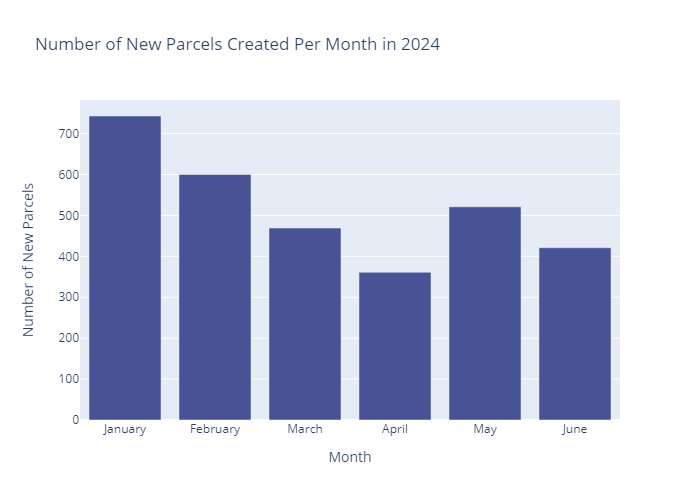 Number of New Parcels Created Per Month in 2024
Number of New Parcels
700
600
500
400
300
200
100
0
January February March April May June
Month